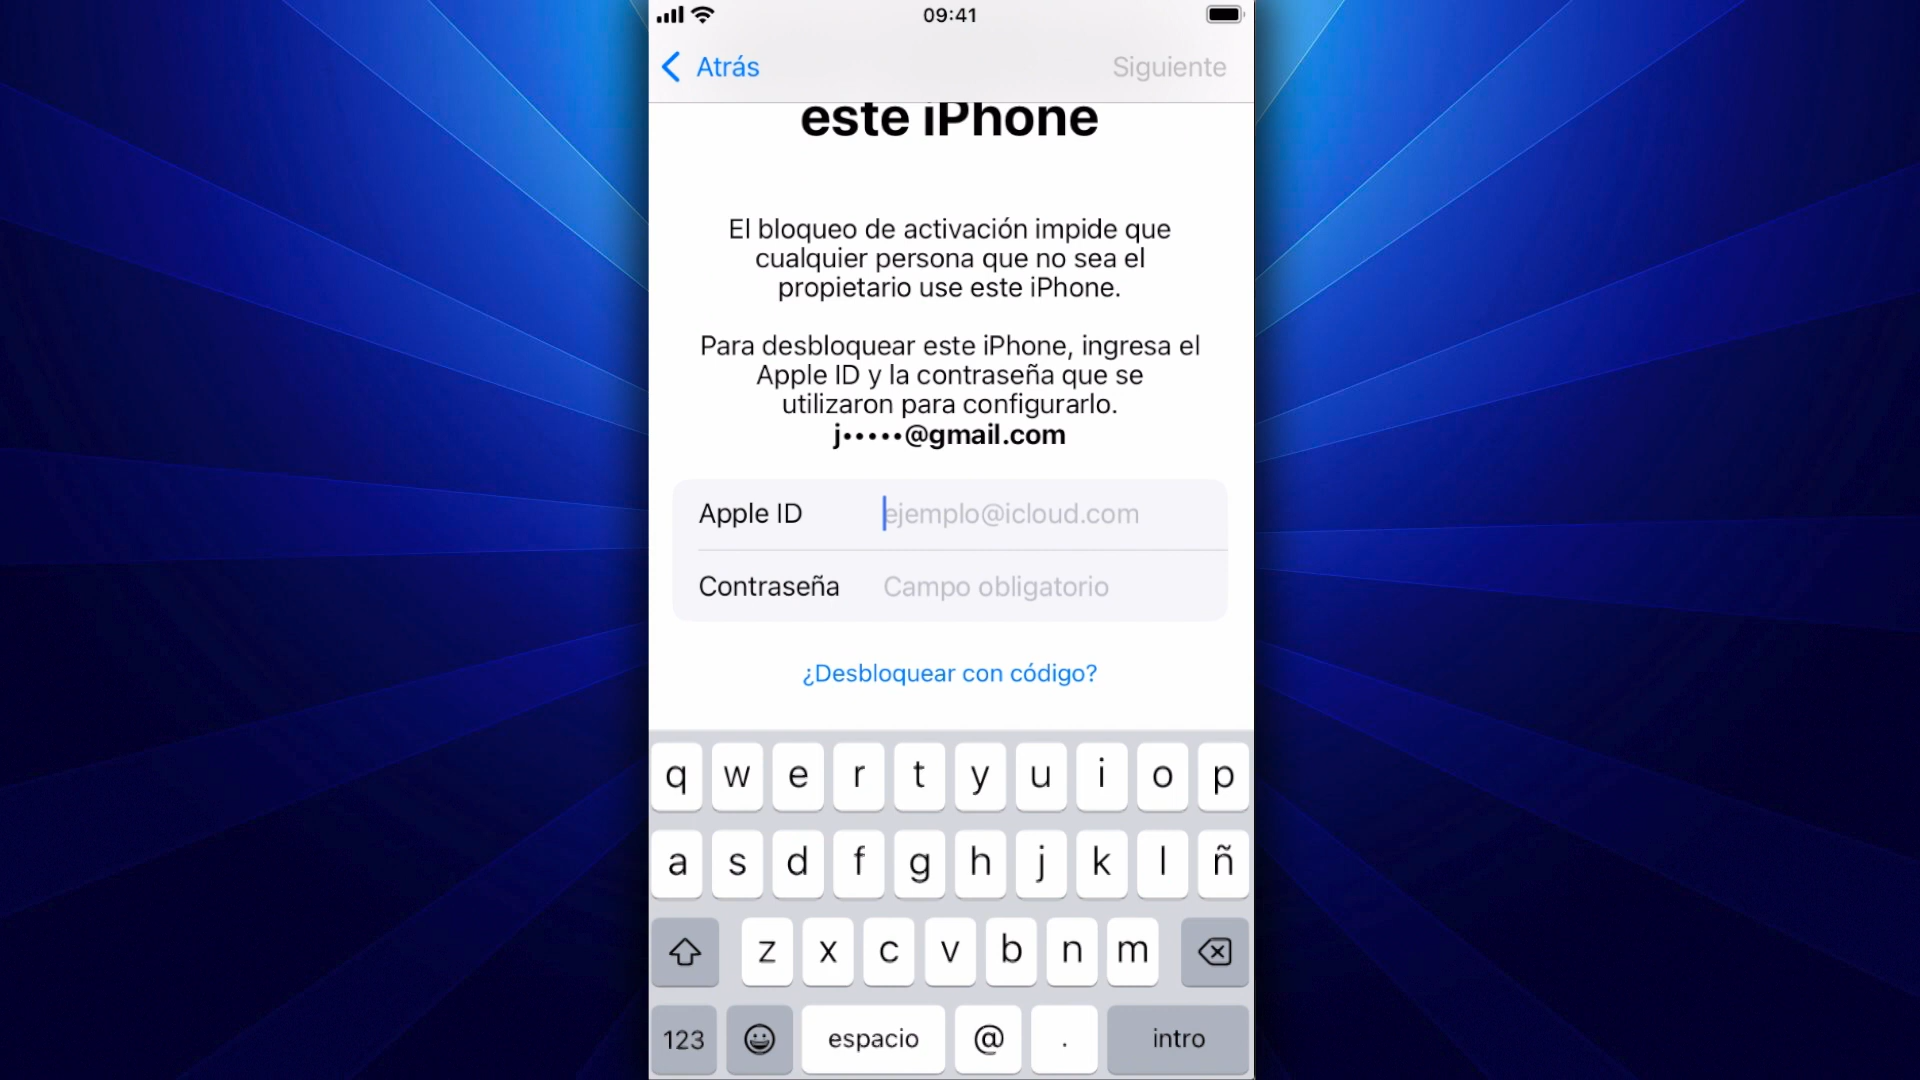 09:41
Atrás
Siguiente
este iPhone
El bloqueo de activación impide que
cualquier persona que no sea el
propietario use este iPhone.
Para desbloquear este iPhone, ingresa el
Apple ID y la contraseña que se
utilizaron para configurarlo.
j•••••@gmail.com
Apple ID ejemplo@icloud.com
Contraseña Campo obligatorio
¿Desbloquear con código?
q w e r t y u i o p
a s d f g h j k l ñ
z x c v b n m
123 espacio @ . intro